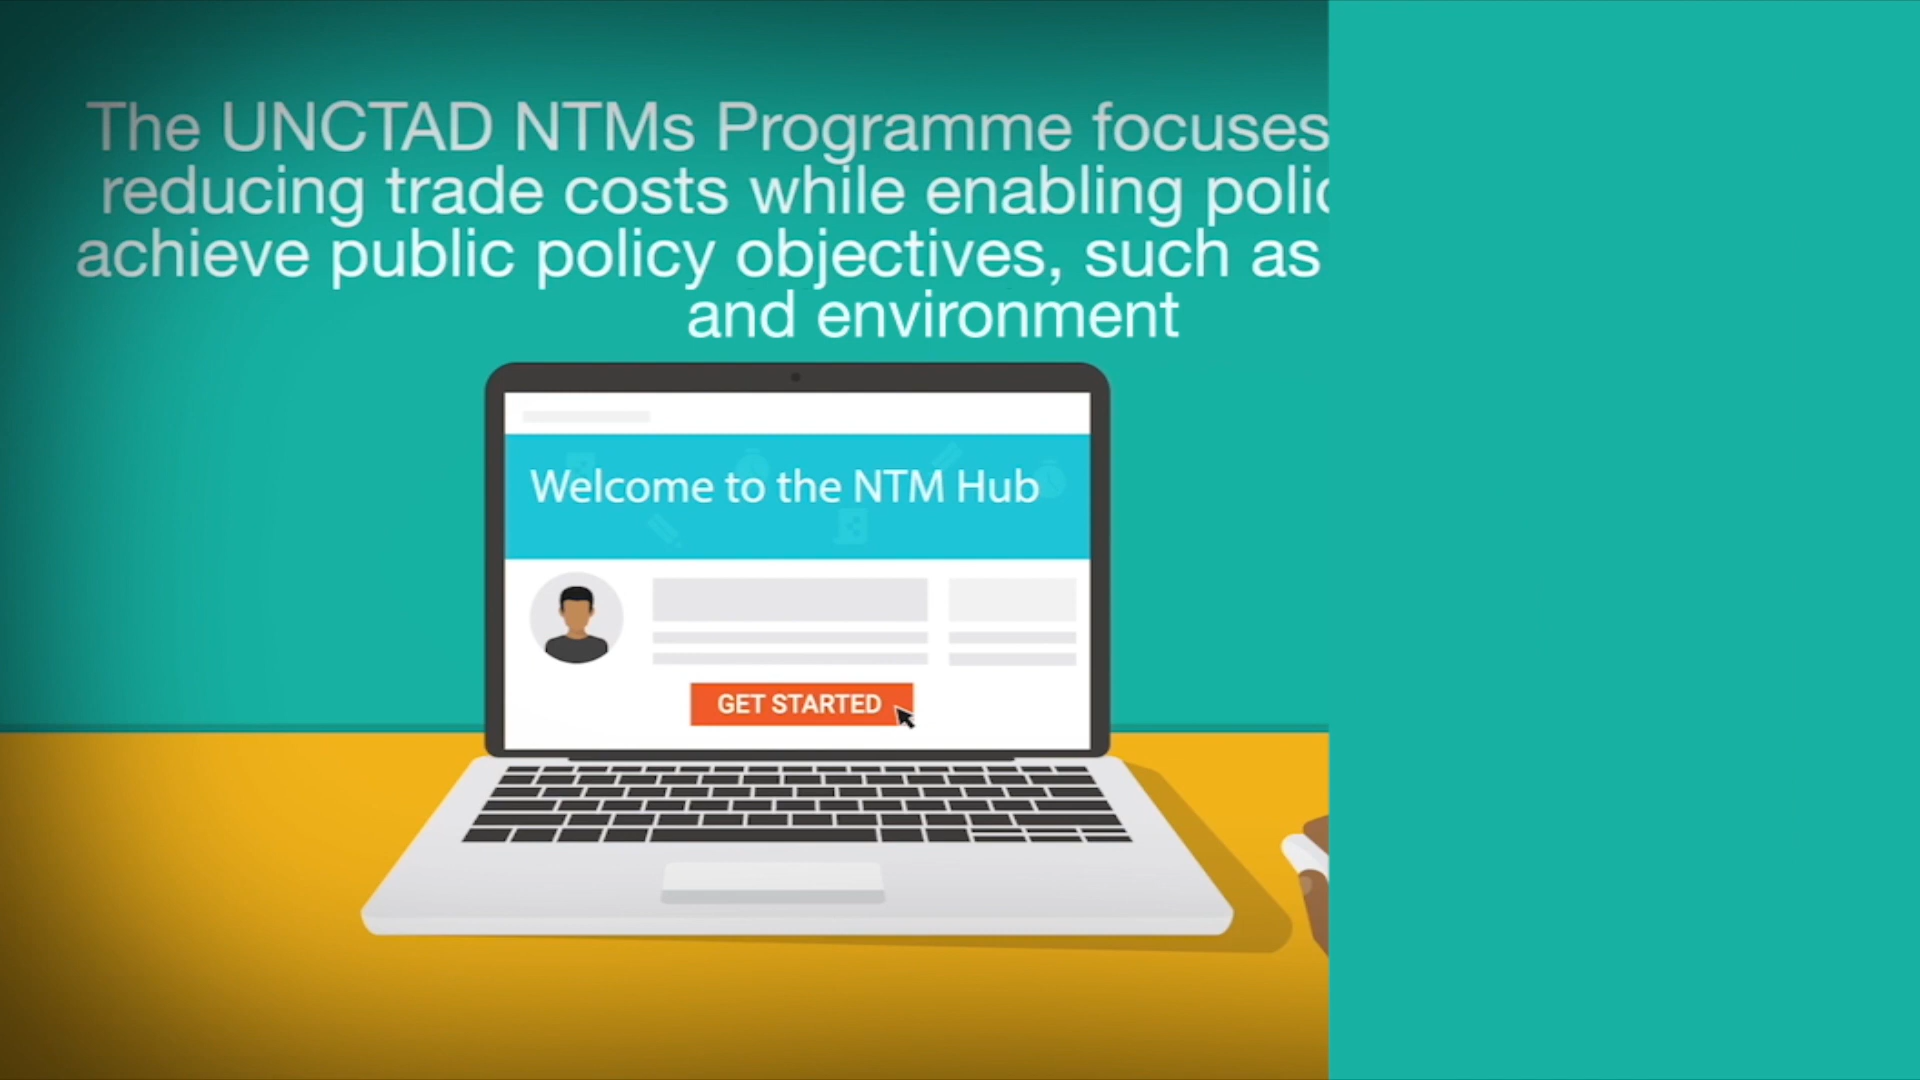 The UNCTAD NTMs Programme focuses
reducing trade costs while enabling
achieve public policy objectives, such as
and environment
Welcome to the NTM Hub
GET STARTED